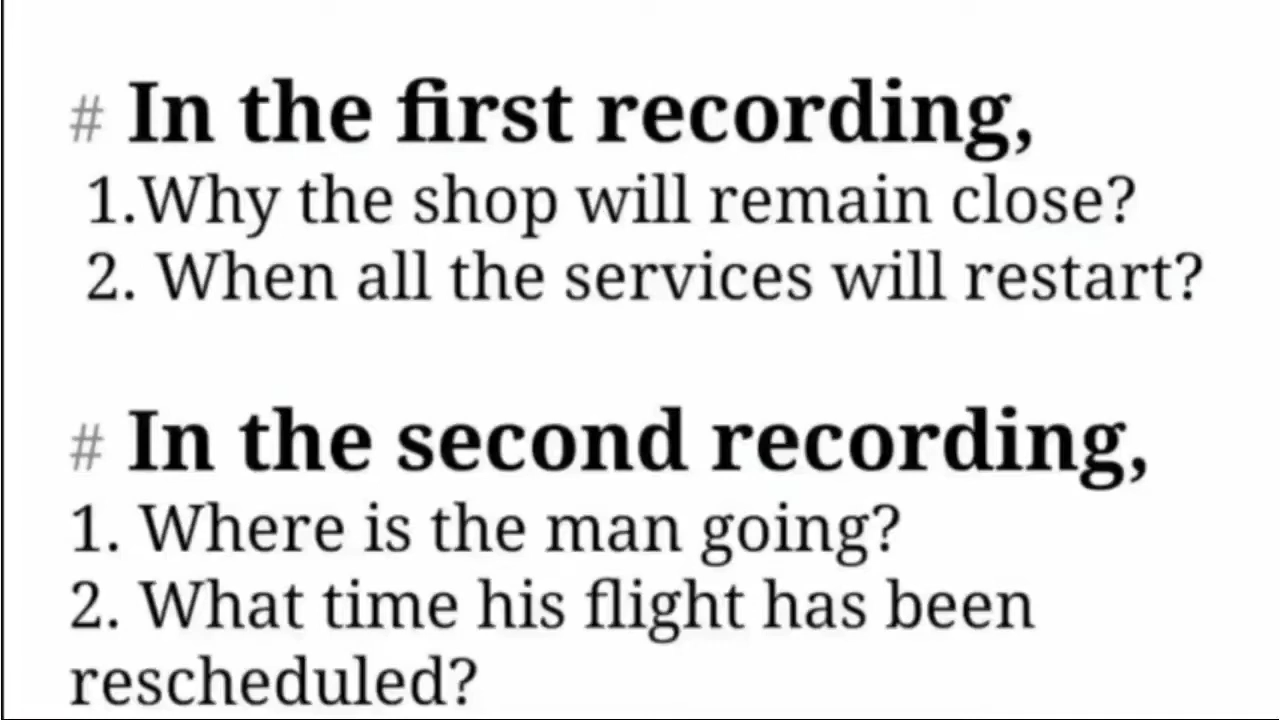 # In the first recording,
1.Why the shop will remain close?
2. When all the services will restart?
# In the second recording,
1. Where is the man going?
2. What time his flight has been
rescheduled?